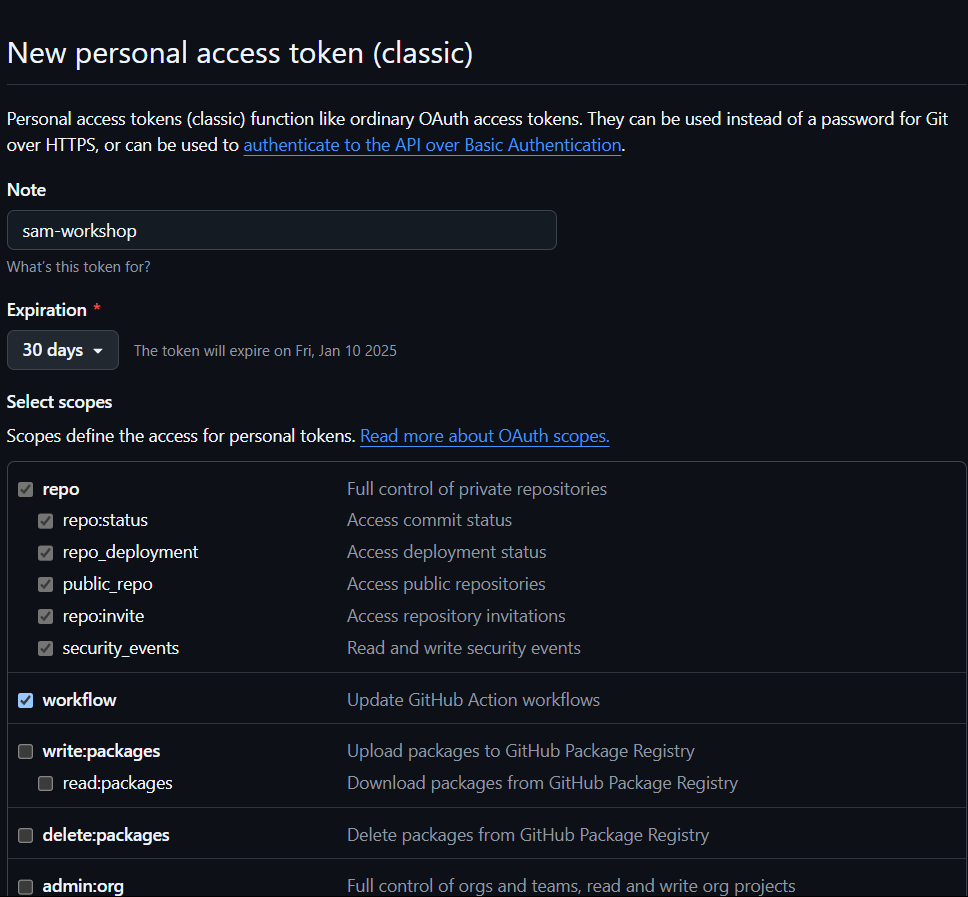 New personal access token (classic)
Personal access tokens (classic) function like ordinary OAuth access tokens. They can be used instead of a password for Git
over HTTPS, or can be used to authenticate to the API over Basic Authentication.
Note
sam-workshop
What's this token for?
Expiration *
30 days The token will expire on Fri, Jan 10 2025
Select scopes
Scopes define the access for personal tokens. Read more about OAuth scopes.
repo Full control of private repositories
repo:status Access commit status
repo_deployment Access deployment status
public_repo Access public repositories
repo:invite Access repository invitations
security_events Read and write security events
workflow Update GitHub Action workflows
write:packages Upload packages to GitHub Package Registry
read:packages Download packages from GitHub Package Registry
delete:packages Delete packages from GitHub Package Registry
admin:org Full control of orgs and teams, read and write org projects